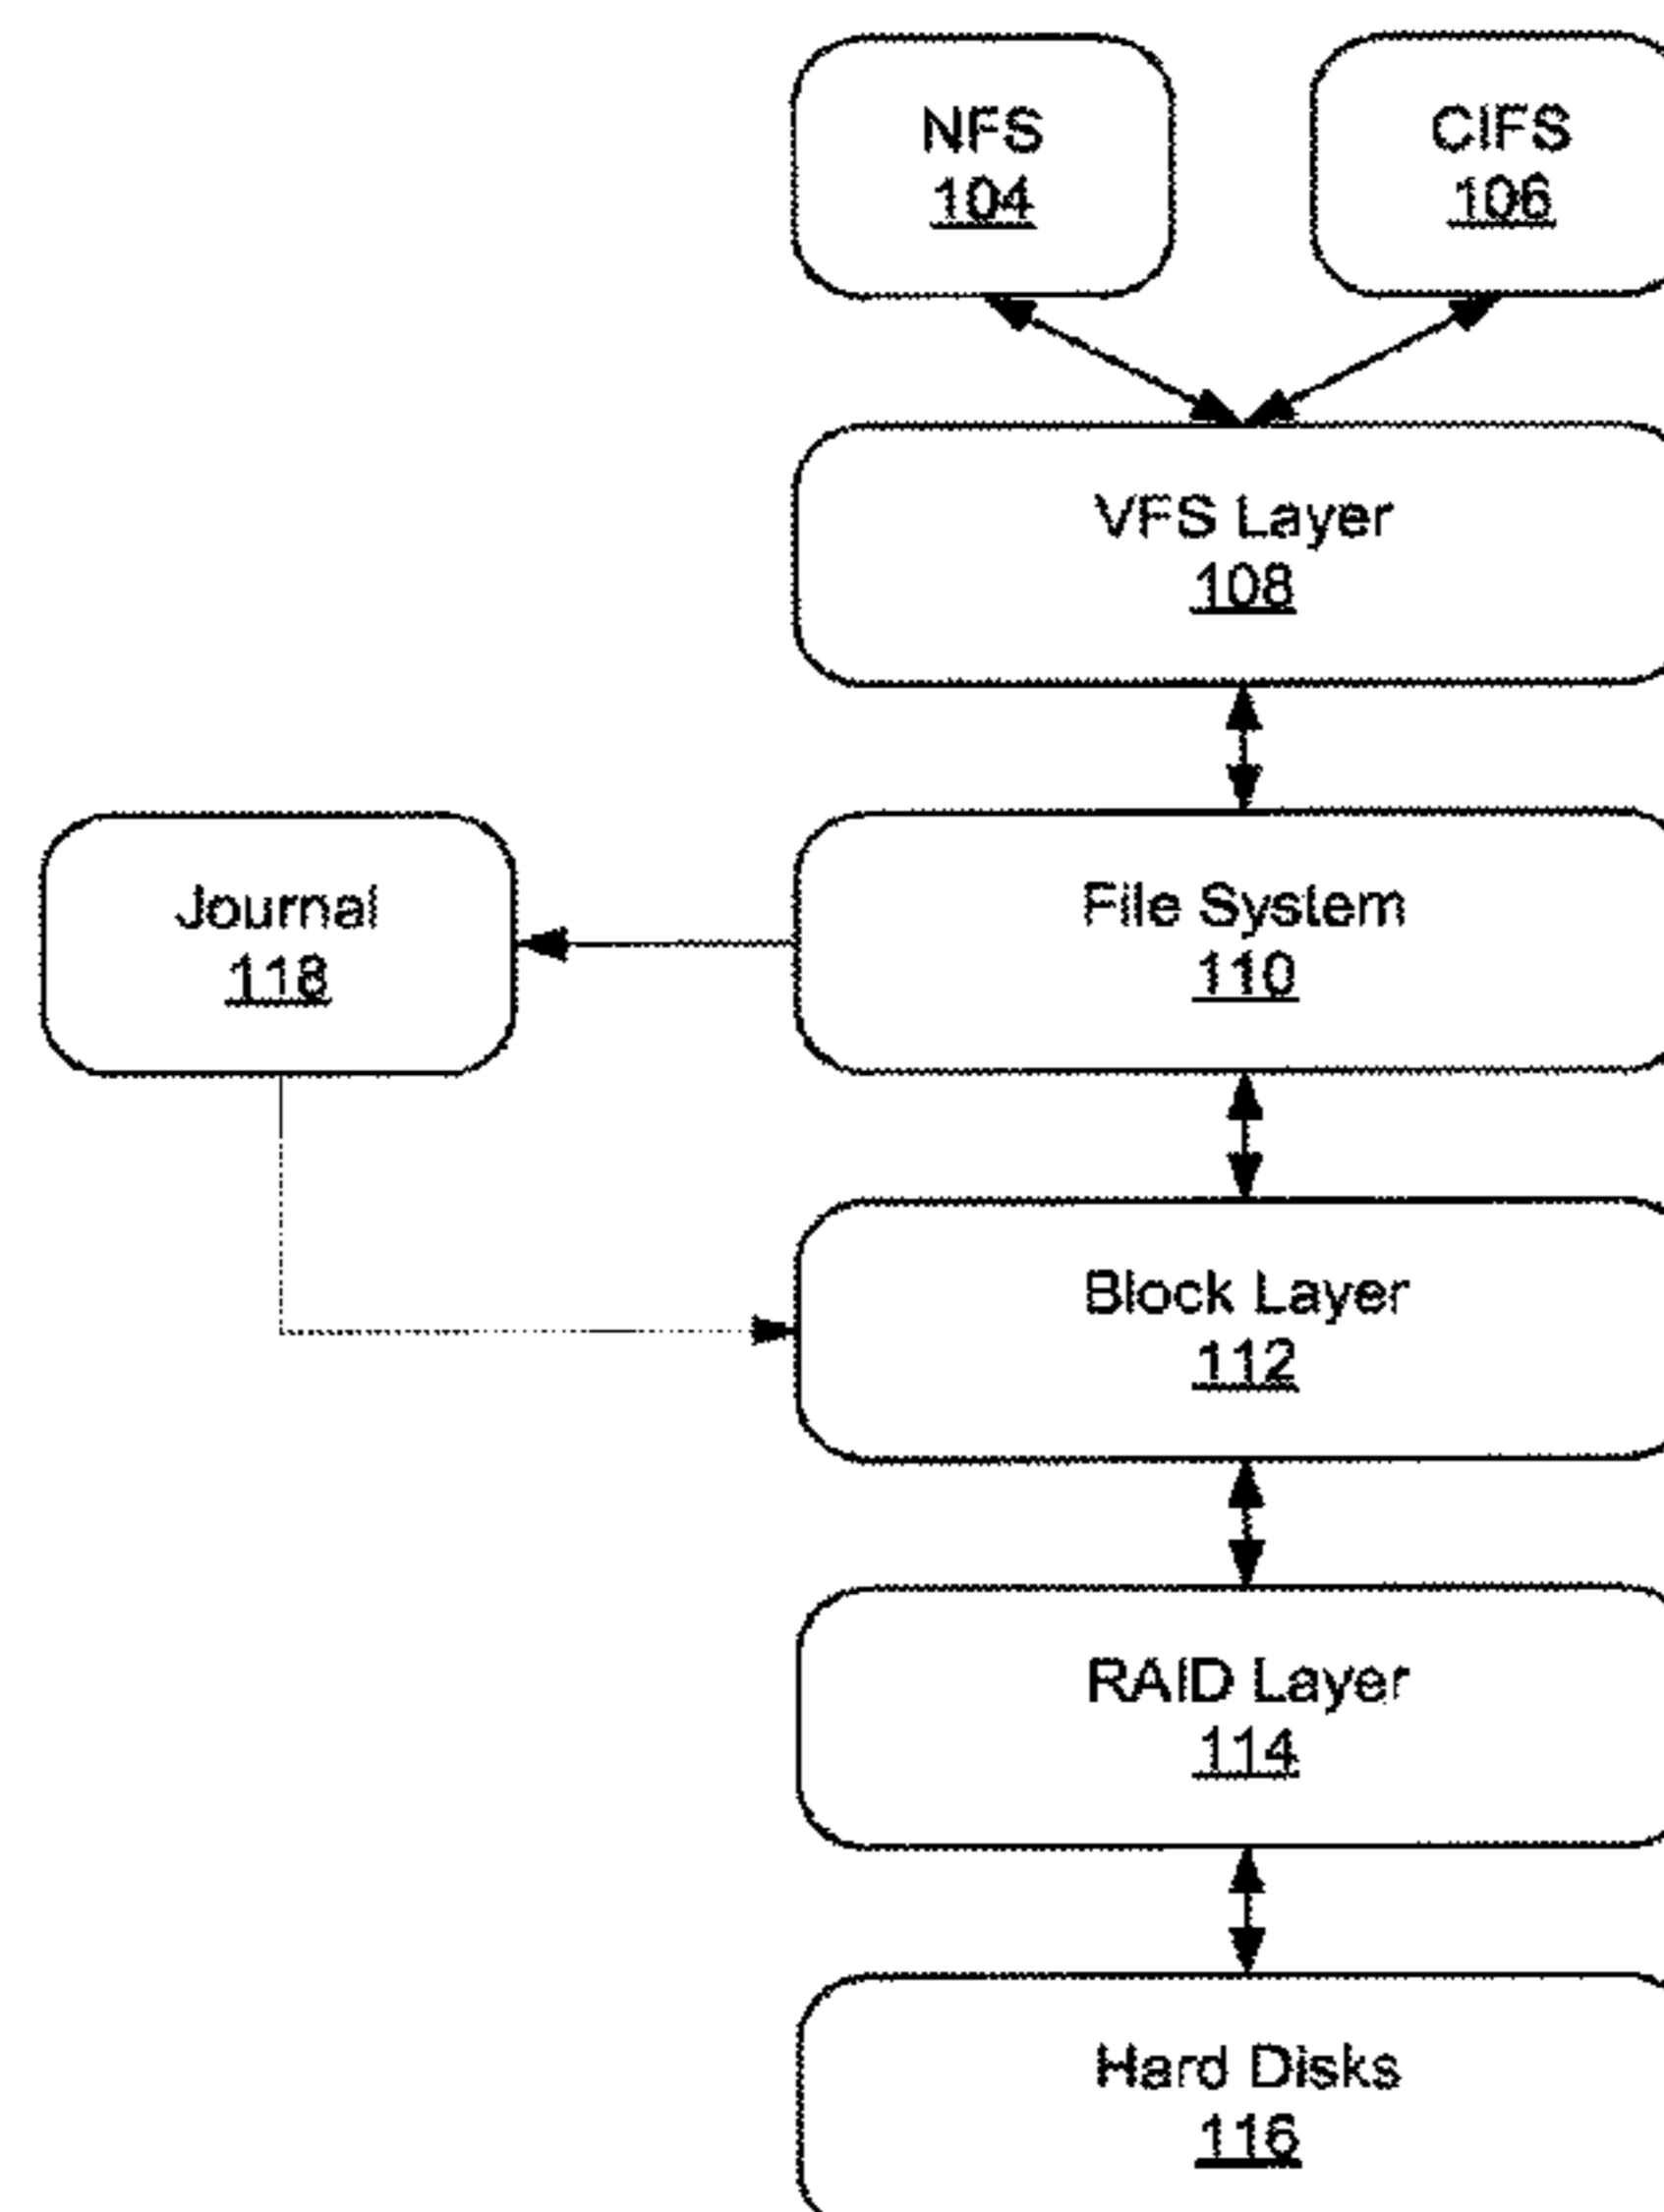 NFS
104
CIFS
106
VFS Layer
108
Journal
118
File System
110
Block Layer
112
RAID Layer
114
Hard Disks
116